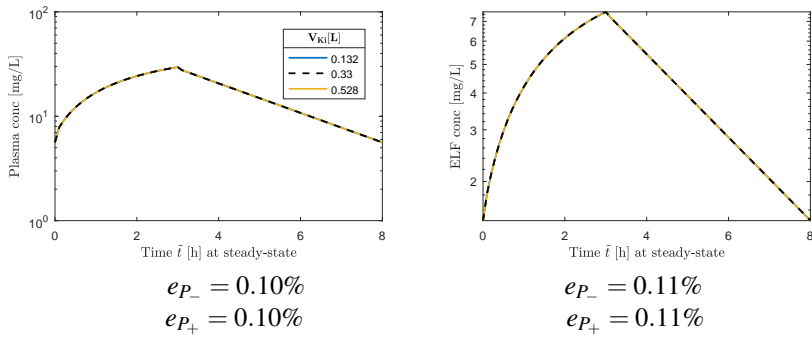 Plasma conc [mg/L]
10²
10¹
10⁰
V_Ki[L]
0.132
0.33
0.528
0 2 4 6 8
Time t̃ [h] at steady-state
e_P₋ = 0.10%
e_P₊ = 0.10%
ELF conc [mg/L]
7
6
5
4
3
2
0 2 4 6 8
Time t̃ [h] at steady-state
e_P₋ = 0.11%
e_P₊ = 0.11%